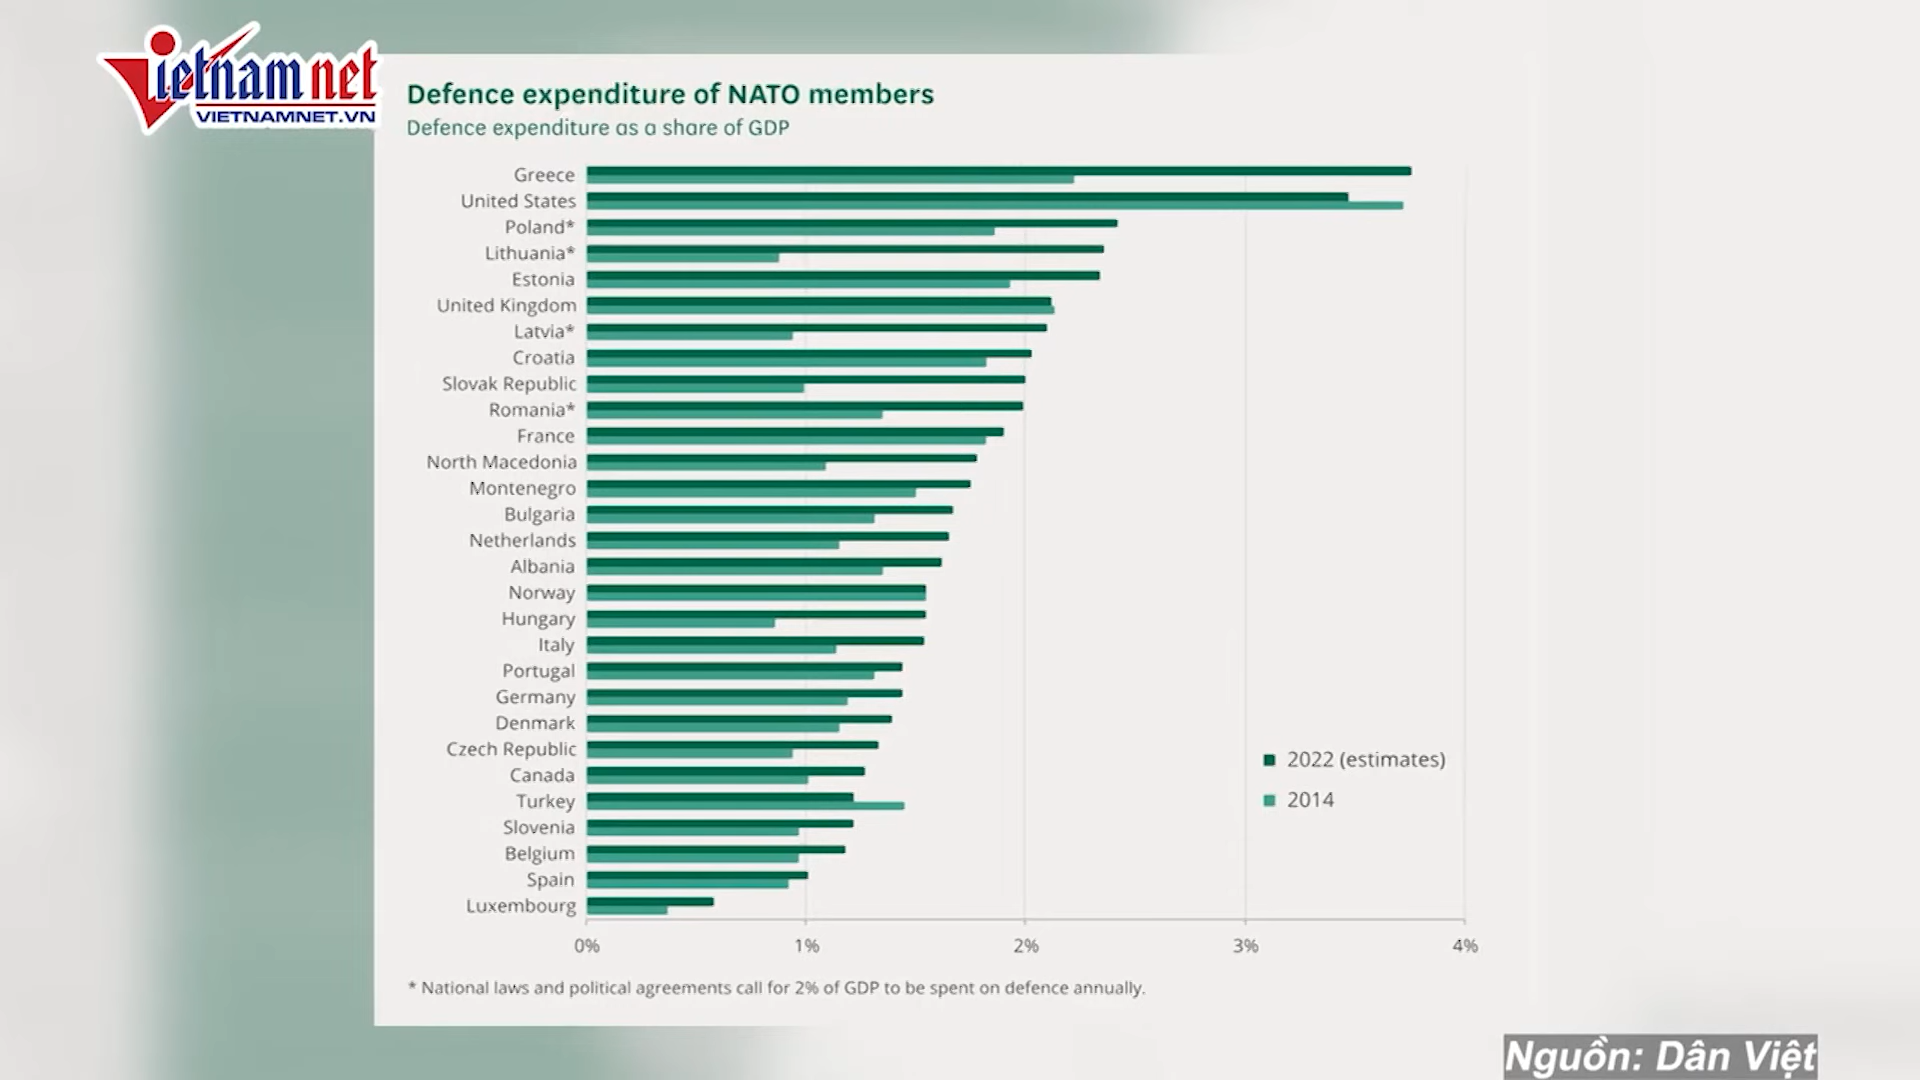 Vietnamnet
VIETNAMNET.VN
Defence expenditure of NATO members
Defence expenditure as a share of GDP
Greece
United States
Poland*
Lithuania*
Estonia
United Kingdom
Latvia*
Croatia
Slovak Republic
Romania*
France
North Macedonia
Montenegro
Bulgaria
Netherlands
Albania
Norway
Hungary
Italy
Portugal
Germany
Denmark
Czech Republic
Canada
Turkey
Slovenia
Belgium
Spain
Luxembourg
2022 (estimates)
2014
0% 1% 2% 3% 4%
* National laws and political agreements call for 2% of GDP to be spent on defence annually.
Nguồn: Dân Việt